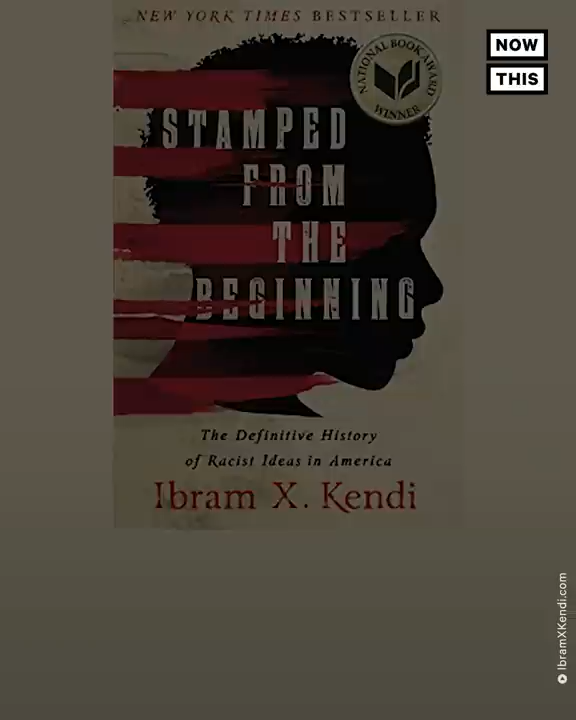 NEW YORK TIMES BESTSELLER
NOW
THIS
NATIONAL BOOK AWARD
WINNER
STAMPED
FROM
THE
BEGINNING
The Definitive History
of Racist Ideas in America
Ibram X. Kendi
IbramXKendi.com